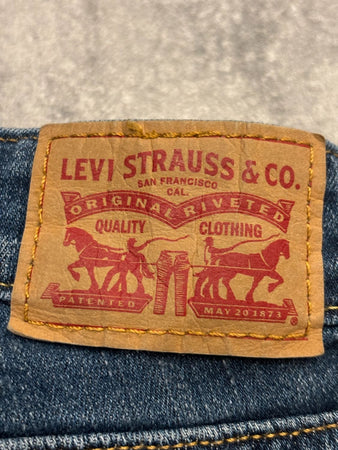 LEVI STRAUSS & CO.
SAN FRANCISCO
CAL.
ORIGINAL RIVETED
QUALITY CLOTHING
PATENTED MAY 20 1873
®